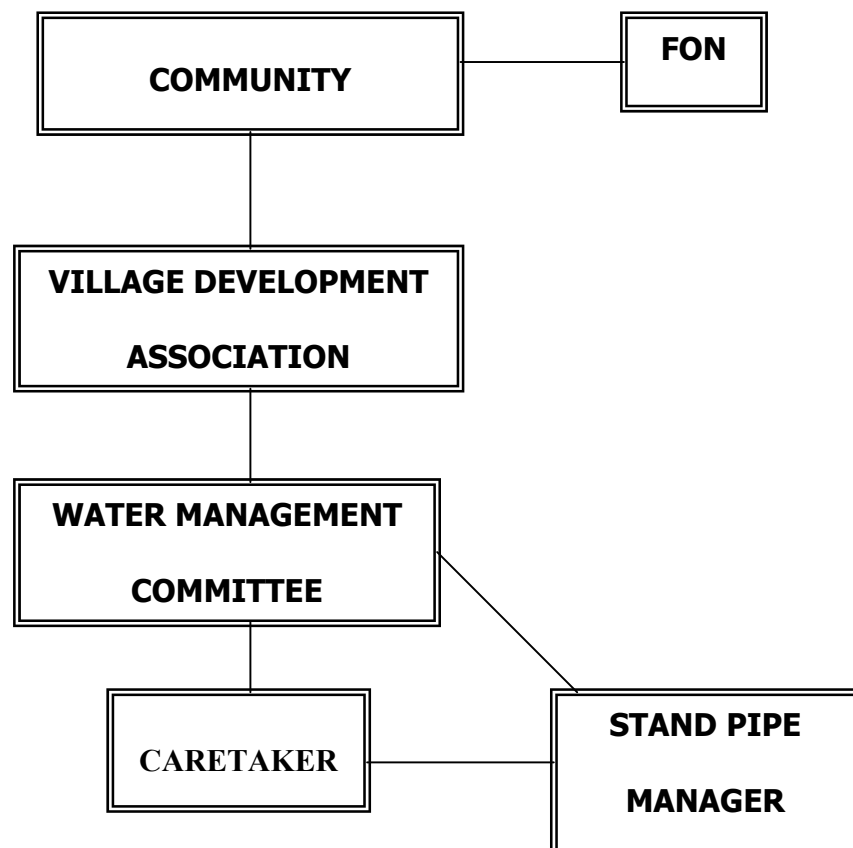 COMMUNITY
FON
VILLAGE DEVELOPMENT
ASSOCIATION
WATER MANAGEMENT
COMMITTEE
CARETAKER
STAND PIPE
MANAGER